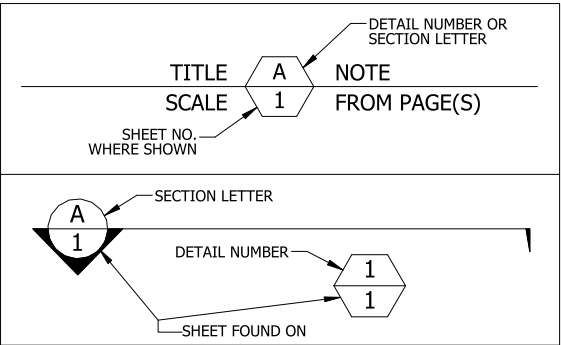 DETAIL NUMBER OR
SECTION LETTER
TITLE A NOTE
SCALE 1 FROM PAGE(S)
SHEET NO.
WHERE SHOWN
SECTION LETTER
A
1
DETAIL NUMBER
1
1
SHEET FOUND ON